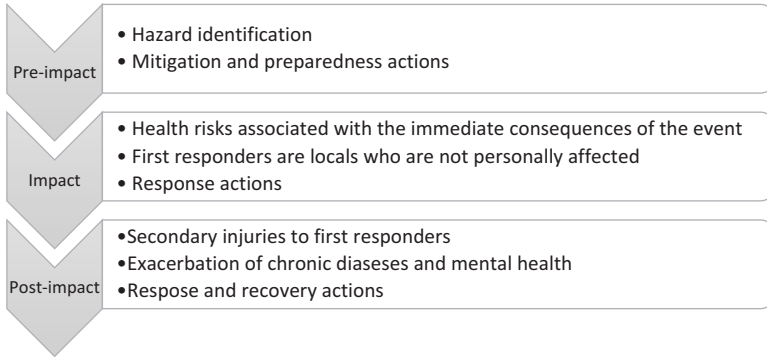 Pre-impact
• Hazard identification
• Mitigation and preparedness actions
Impact
• Health risks associated with the immediate consequences of the event
• First responders are locals who are not personally affected
• Response actions
Post-impact
•Secondary injuries to first responders
•Exacerbation of chronic diaseses and mental health
•Respose and recovery actions